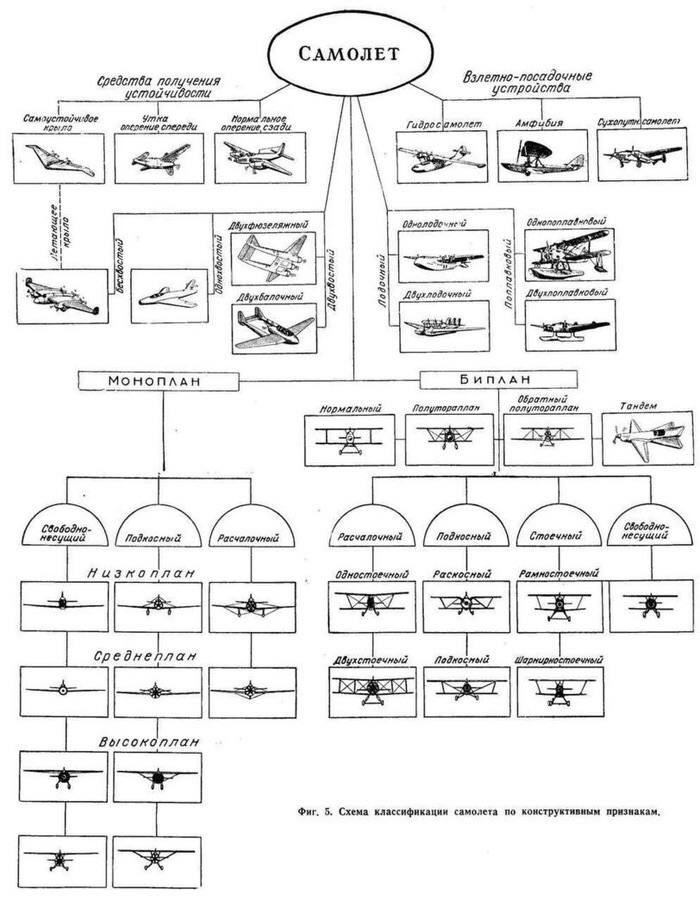 САМОЛЕТ
Средства получения
устойчивости
Взлетно-посадочные
устройства
Самоустойчивое
крыло
Утка
оперение, спереди
Нормальное
оперение, сзади
Гидросамолет
Амфибия
Сухопутн. самолет
Летающее
крыло
Бесхвостый
Однохвостый
Двухфюзеляжный
Двухбалочный
Двухвостый
Лодочный
Однолодочный
Двухлодочный
Поплавковый
Однопоплавковый
Двухпоплавковый
МОНОПЛАН
БИПЛАН
Нормальный
Полутораплан
Обратный
полутораплан
Тандем
Свободно-
несущий
Подкосный
Расчалочный
Расчалочный
Подкосный
Стоечный
Свободно-
несущий
Низкоплан
Одностоечный
Раскосный
Рамностоечный
Среднеплан
Двухстоечный
Подкосный
Шарнирностоечный
Высокоплан
Фиг. 5. Схема классификации самолета по конструктивным признакам.